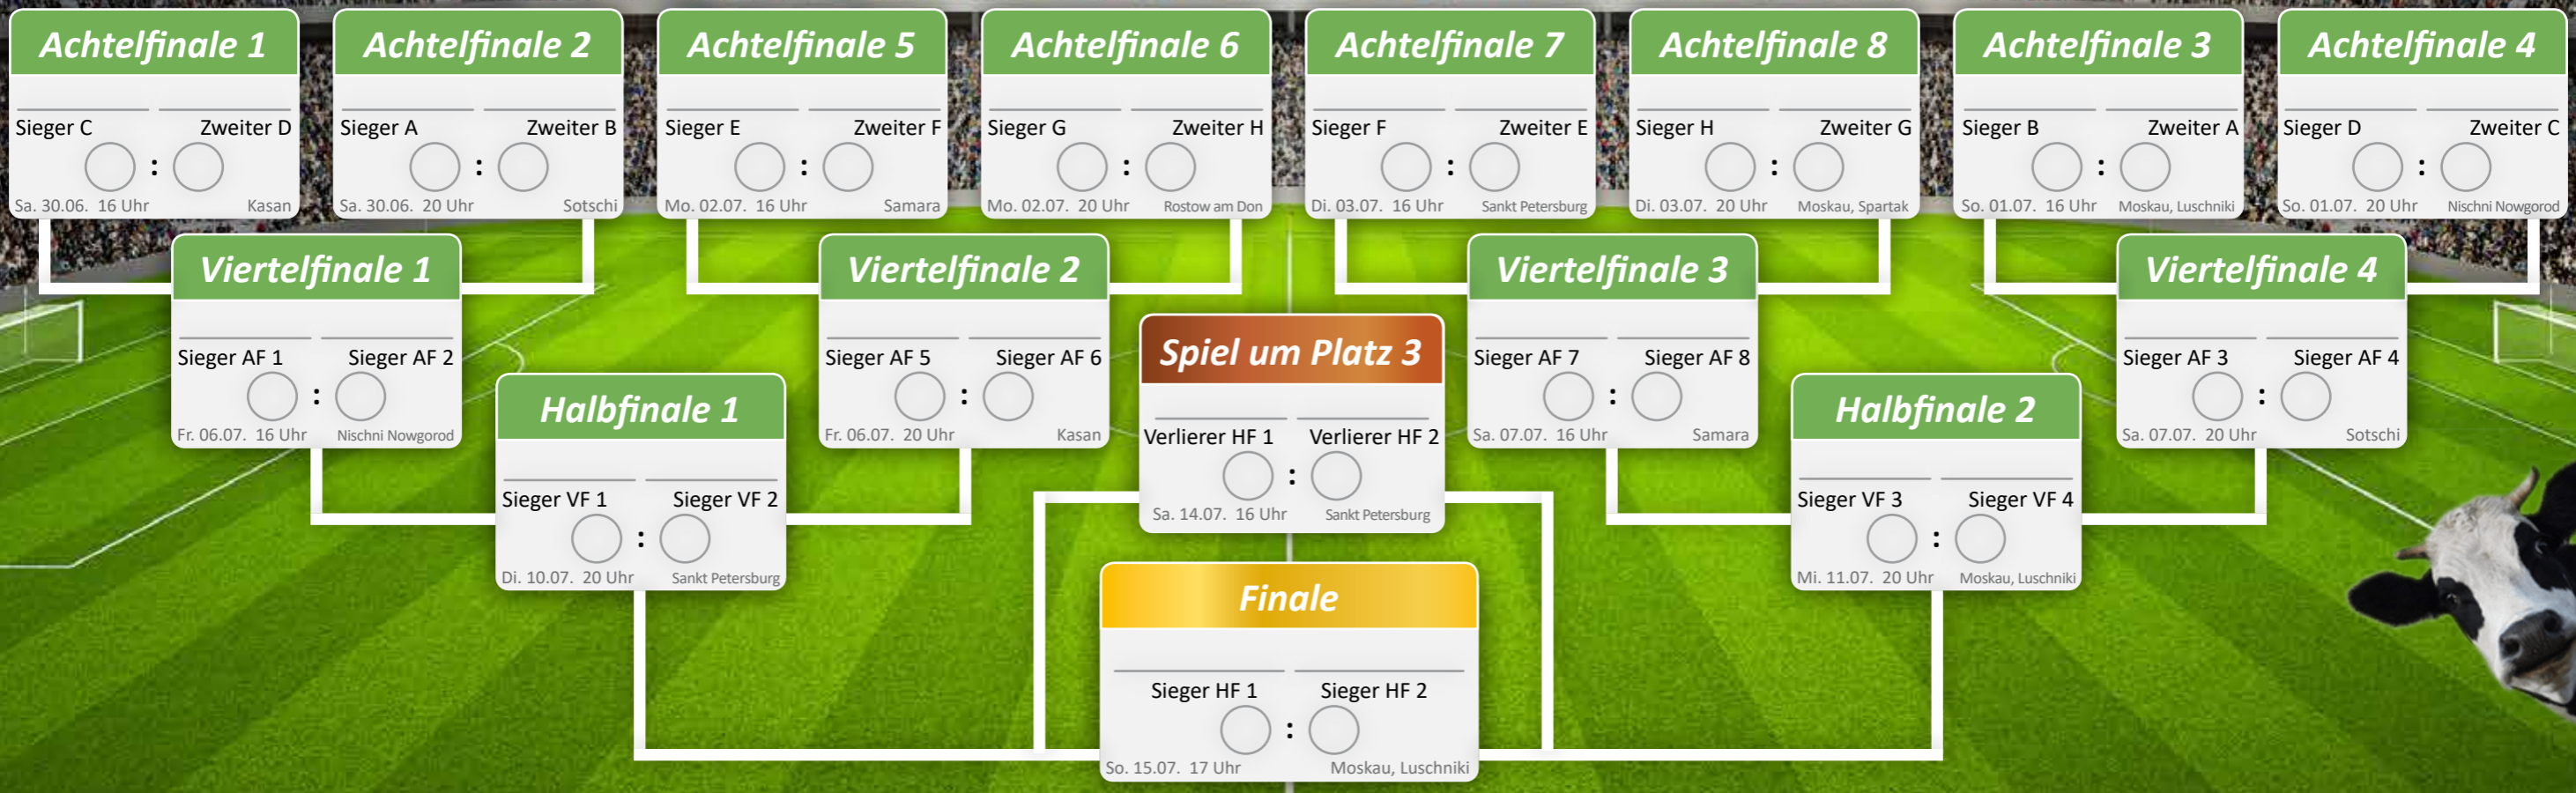 Achtelfinale 1
Sieger C Zweiter D
:
Sa. 30.06. 16 Uhr Kasan
Achtelfinale 2
Sieger A Zweiter B
:
Sa. 30.06. 20 Uhr Sotschi
Achtelfinale 5
Sieger E Zweiter F
:
Mo. 02.07. 16 Uhr Samara
Achtelfinale 6
Sieger G Zweiter H
:
Mo. 02.07. 20 Uhr Rostow am Don
Achtelfinale 7
Sieger F Zweiter E
:
Di. 03.07. 16 Uhr Sankt Petersburg
Achtelfinale 8
Sieger H Zweiter G
:
Di. 03.07. 20 Uhr Moskau, Spartak
Achtelfinale 3
Sieger B Zweiter A
:
So. 01.07. 16 Uhr Moskau, Luschniki
Achtelfinale 4
Sieger D Zweiter C
:
So. 01.07. 20 Uhr Nischni Nowgorod
Viertelfinale 1
Sieger AF 1 Sieger AF 2
:
Fr. 06.07. 16 Uhr Nischni Nowgorod
Viertelfinale 2
Sieger AF 5 Sieger AF 6
:
Fr. 06.07. 20 Uhr Kasan
Viertelfinale 3
Sieger AF 7 Sieger AF 8
:
Sa. 07.07. 16 Uhr Samara
Viertelfinale 4
Sieger AF 3 Sieger AF 4
:
Sa. 07.07. 20 Uhr Sotschi
Halbfinale 1
Sieger VF 1 Sieger VF 2
:
Di. 10.07. 20 Uhr Sankt Petersburg
Spiel um Platz 3
Verlierer HF 1 Verlierer HF 2
:
Sa. 14.07. 16 Uhr Sankt Petersburg
Halbfinale 2
Sieger VF 3 Sieger VF 4
:
Mi. 11.07. 20 Uhr Moskau, Luschniki
Finale
Sieger HF 1 Sieger HF 2
:
So. 15.07. 17 Uhr Moskau, Luschniki